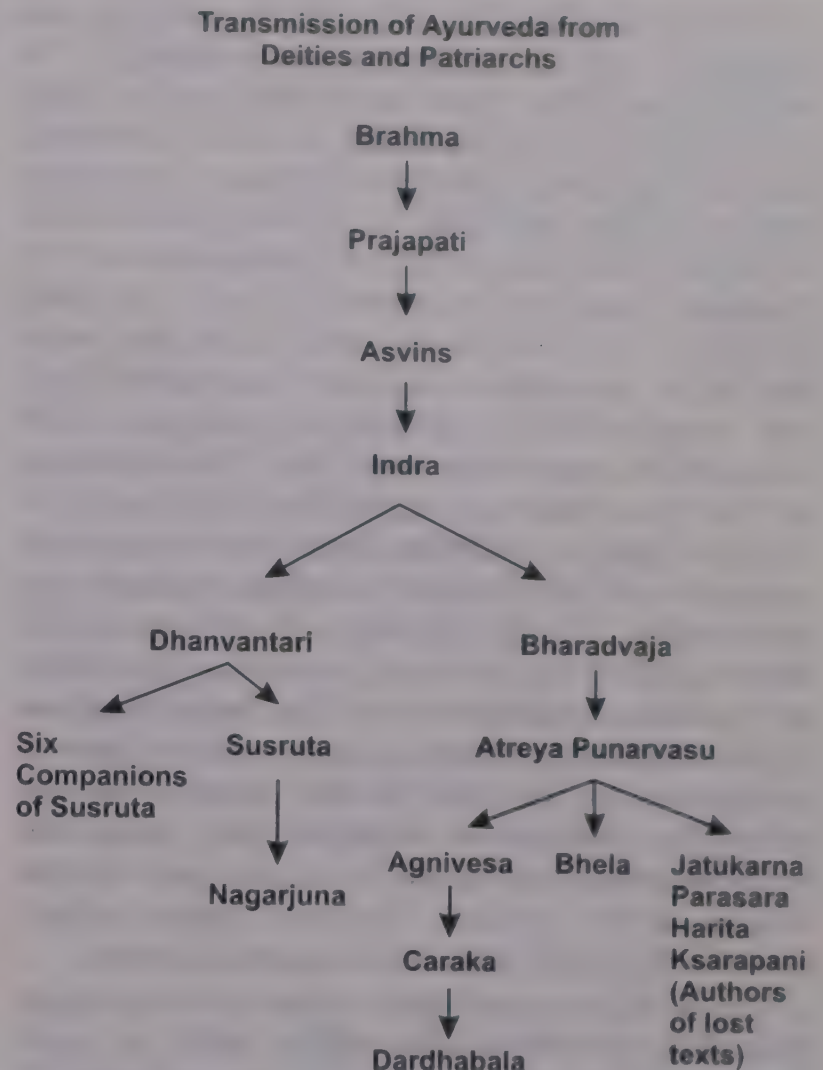 Transmission of Ayurveda from
Deities and Patriarchs
Brahma
Prajapati
Asvins
Indra
Dhanvantari
Bharadvaja
Six
Companions
of Susruta
Susruta
Atreya Punarvasu
Nagarjuna
Agnivesa
Bhela
Jatukarna
Parasara
Harita
Ksarapani
(Authors
of lost
texts)
Caraka
Dardhabala